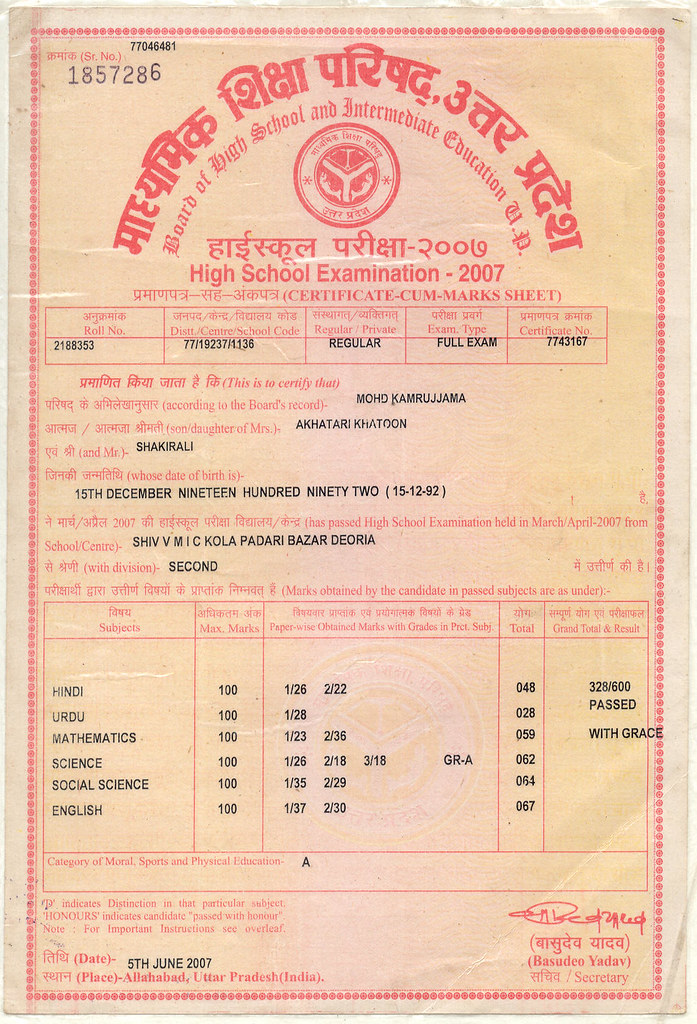 77046481
क्रमांक (Sr. No.)
1857286
माध्यमिक शिक्षा परिषद्, उत्तर प्रदेश
Board of High School and Intermediate Education U.P.
माध्यमिक शिक्षा परिषद्
उत्तर प्रदेश
हाईस्कूल परीक्षा-२००७
High School Examination - 2007
प्रमाणपत्र-सह-अंकपत्र (CERTIFICATE-CUM-MARKS SHEET)
अनुक्रमांक जनपद/केन्द्र/विद्यालय कोड संस्थागत/व्यक्तिगत परीक्षा प्रवर्ग प्रमाणपत्र क्रमांक
Roll No. Distt./Centre/School Code Regular / Private Exam. Type Certificate No.
2188353 77/19237/1136 REGULAR FULL EXAM 7743167
प्रमाणित किया जाता है कि (This is to certify that)
परिषद के अभिलेखानुसार (according to the Board's record)- MOHD KAMRUJJAMA
आत्मज / आत्मजा श्रीमती (son/daughter of Mrs.)- AKHATARI KHATOON
एवं श्री (and Mr.)- SHAKIRALI
जिनकी जन्मतिथि (whose date of birth is)-
15TH DECEMBER NINETEEN HUNDRED NINETY TWO ( 15-12-92 ) है,
ने मार्च/अप्रैल 2007 की हाईस्कूल परीक्षा विद्यालय/केन्द्र (has passed High School Examination held in March/April-2007 from
School/Centre)- SHIV V M I C KOLA PADARI BAZAR DEORIA
से श्रेणी (with division)- SECOND में उत्तीर्ण की है।
परीक्षार्थी द्वारा उत्तीर्ण विषयों के प्राप्तांक निम्नवत् हैं (Marks obtained by the candidate in passed subjects are as under):-
विषय अधिकतम अंक विषयवार प्राप्तांक एवं प्रयोगात्मक विषयों के ग्रेड योग सम्पूर्ण योग एवं परीक्षाफल
Subjects Max. Marks Paper-wise Obtained Marks with Grades in Prct. Subj. Total Grand Total & Result
HINDI 100 1/26 2/22 048 328/600
PASSED
URDU 100 1/28 028
MATHEMATICS 100 1/23 2/36 059 WITH GRACE
SCIENCE 100 1/26 2/18 3/18 GR-A 062
SOCIAL SCIENCE 100 1/35 2/29 064
ENGLISH 100 1/37 2/30 067
Category of Moral, Sports and Physical Education- A
'D' indicates Distinction in that particular subject.
'HONOURS' indicates candidate "passed with honour".
Note : For Important Instructions see overleaf.
(बासुदेव यादव)
तिथि (Date)- 5TH JUNE 2007
(Basudeo Yadav)
स्थान (Place)-Allahabad, Uttar Pradesh(India).
सचिव / Secretary